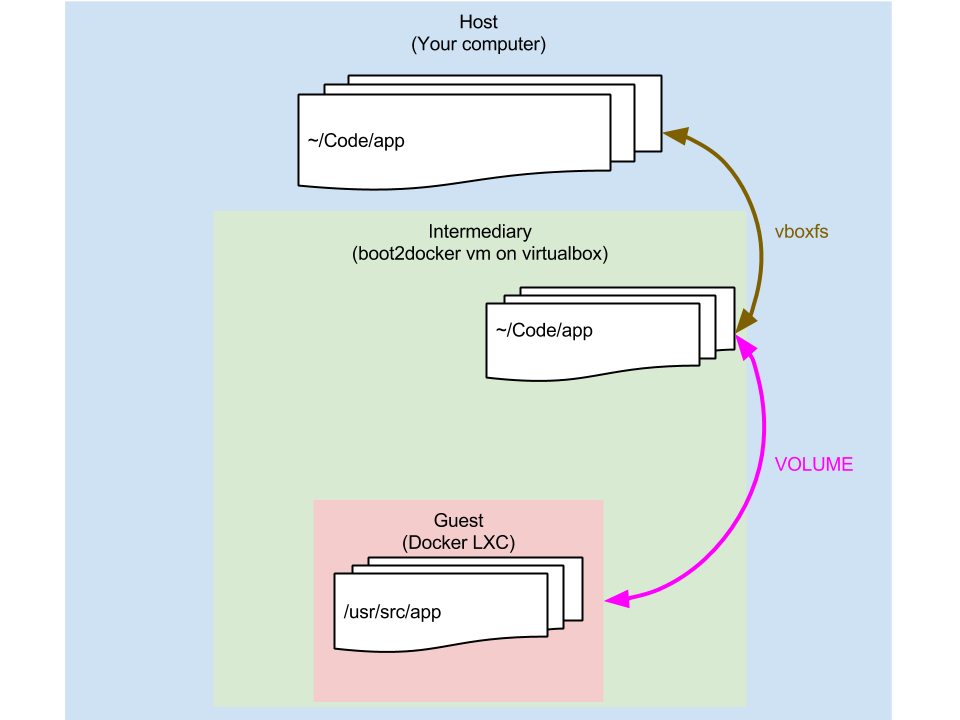 Host
(Your computer)
~/Code/app
Intermediary
(boot2docker vm on virtualbox)
vboxfs
~/Code/app
VOLUME
Guest
(Docker LXC)
/usr/src/app